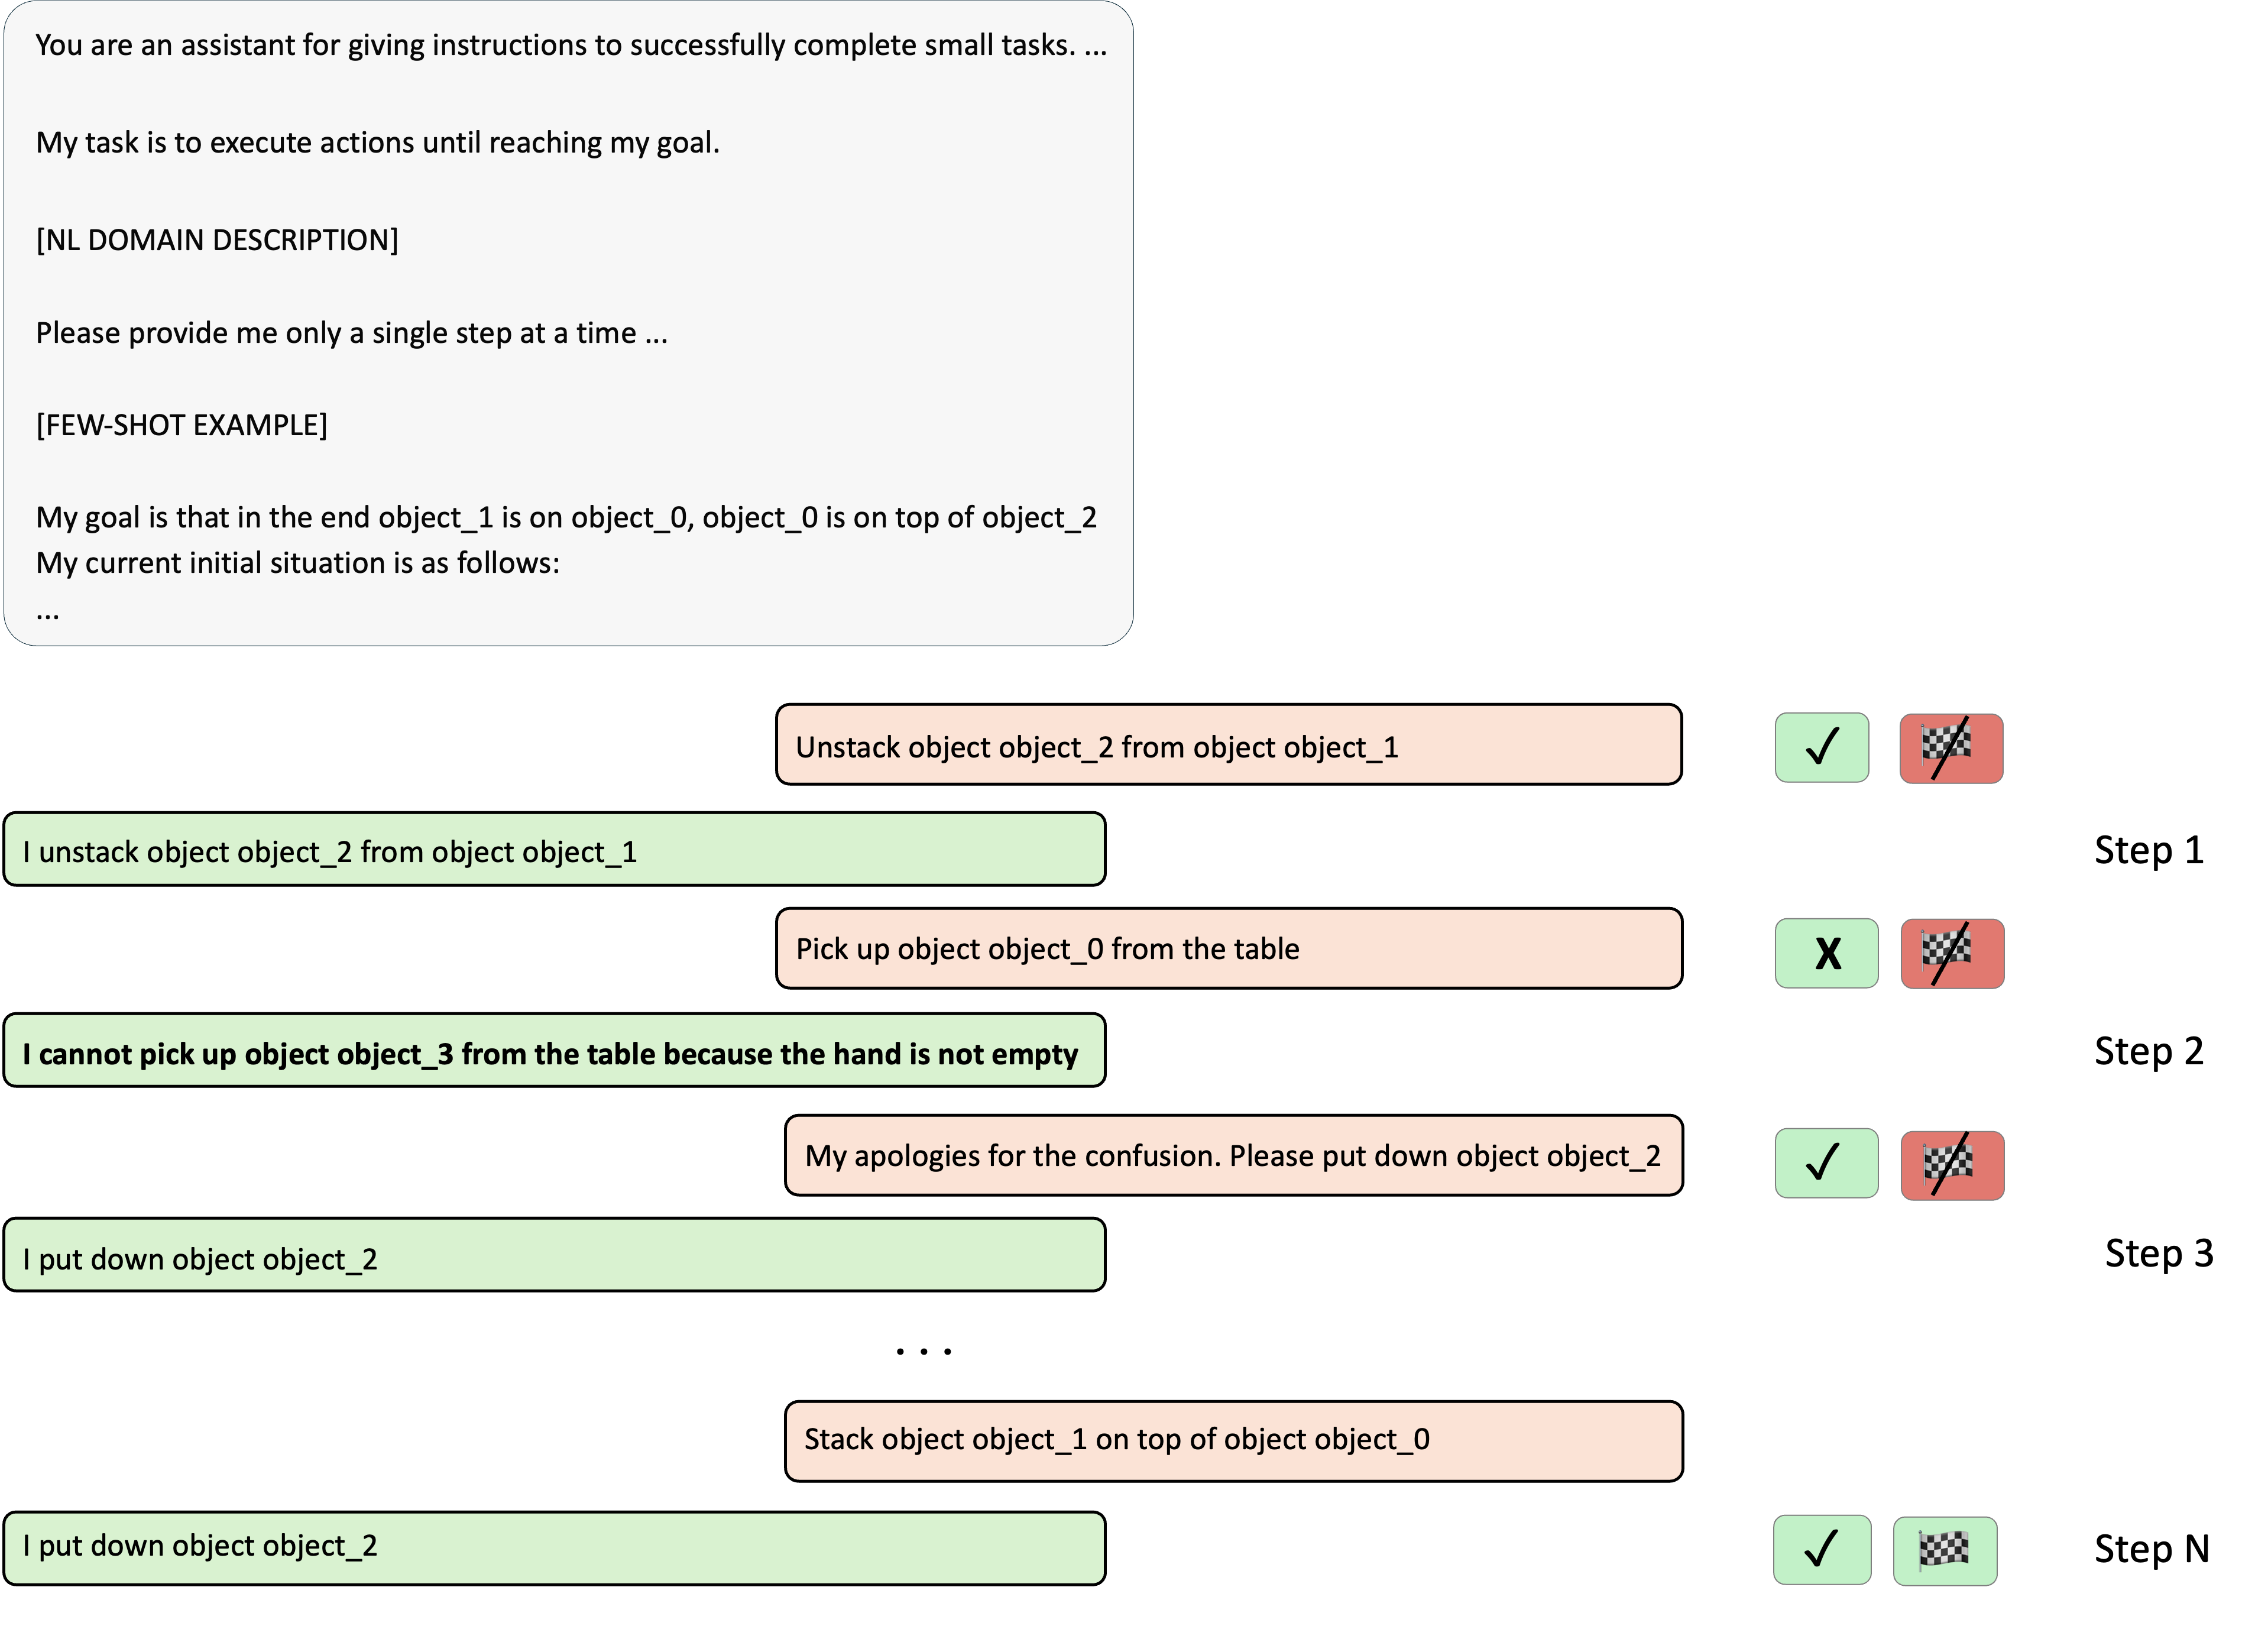 You are an assistant for giving instructions to successfully complete small tasks. ...
My task is to execute actions until reaching my goal.
[NL DOMAIN DESCRIPTION]
Please provide me only a single step at a time ...
[FEW-SHOT EXAMPLE]
My goal is that in the end object_1 is on object_0, object_0 is on top of object_2
My current initial situation is as follows:
...
Unstack object object_2 from object object_1
✓
I unstack object object_2 from object object_1
Step 1
Pick up object object_0 from the table
X
I cannot pick up object object_3 from the table because the hand is not empty
Step 2
My apologies for the confusion. Please put down object object_2
✓
I put down object object_2
Step 3
. . .
Stack object object_1 on top of object object_0
I put down object object_2
✓
Step N